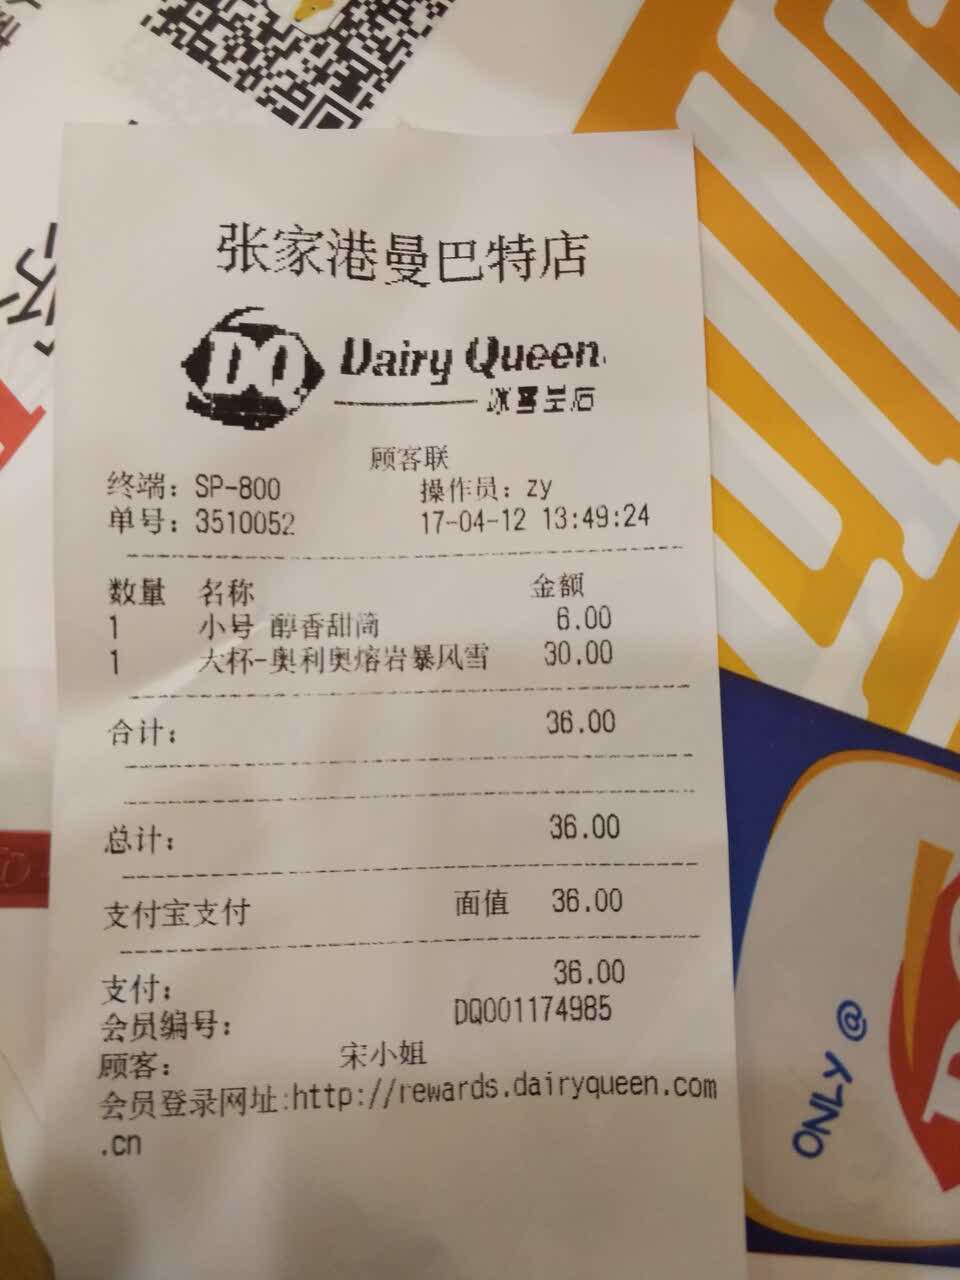 张家港曼巴特店
Dairy Queen
冰雪皇后
顾客联
终端：SP-800 操作员：zy
单号：3510052 17-04-12 13:49:24
数量 名称 金额
1 小号 醇香甜筒 6.00
1 大杯-奥利奥熔岩暴风雪 30.00
合计： 36.00
总计： 36.00
支付宝支付 面值 36.00
支付： 36.00
会员编号： DQ001174985
顾客： 宋小姐
会员登录网址:http://rewards.dairyqueen.com
.cn
ONLY @